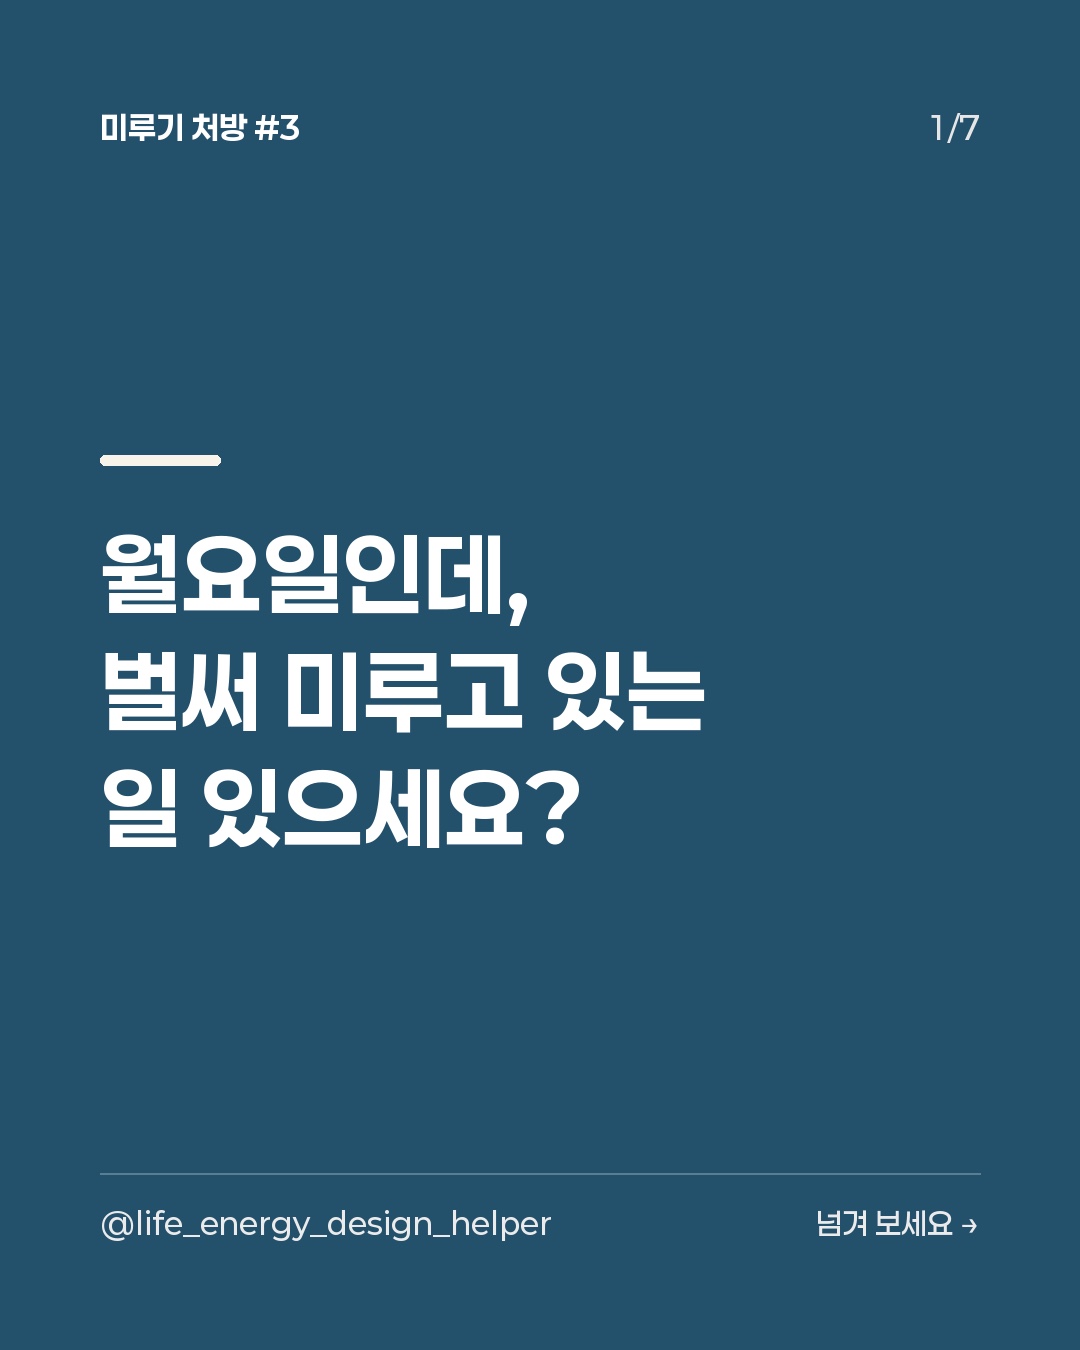 미루기 처방 #3
1/7
월요일인데,
벌써 미루고 있는
일 있으세요?
@life_energy_design_helper
넘겨 보세요 →